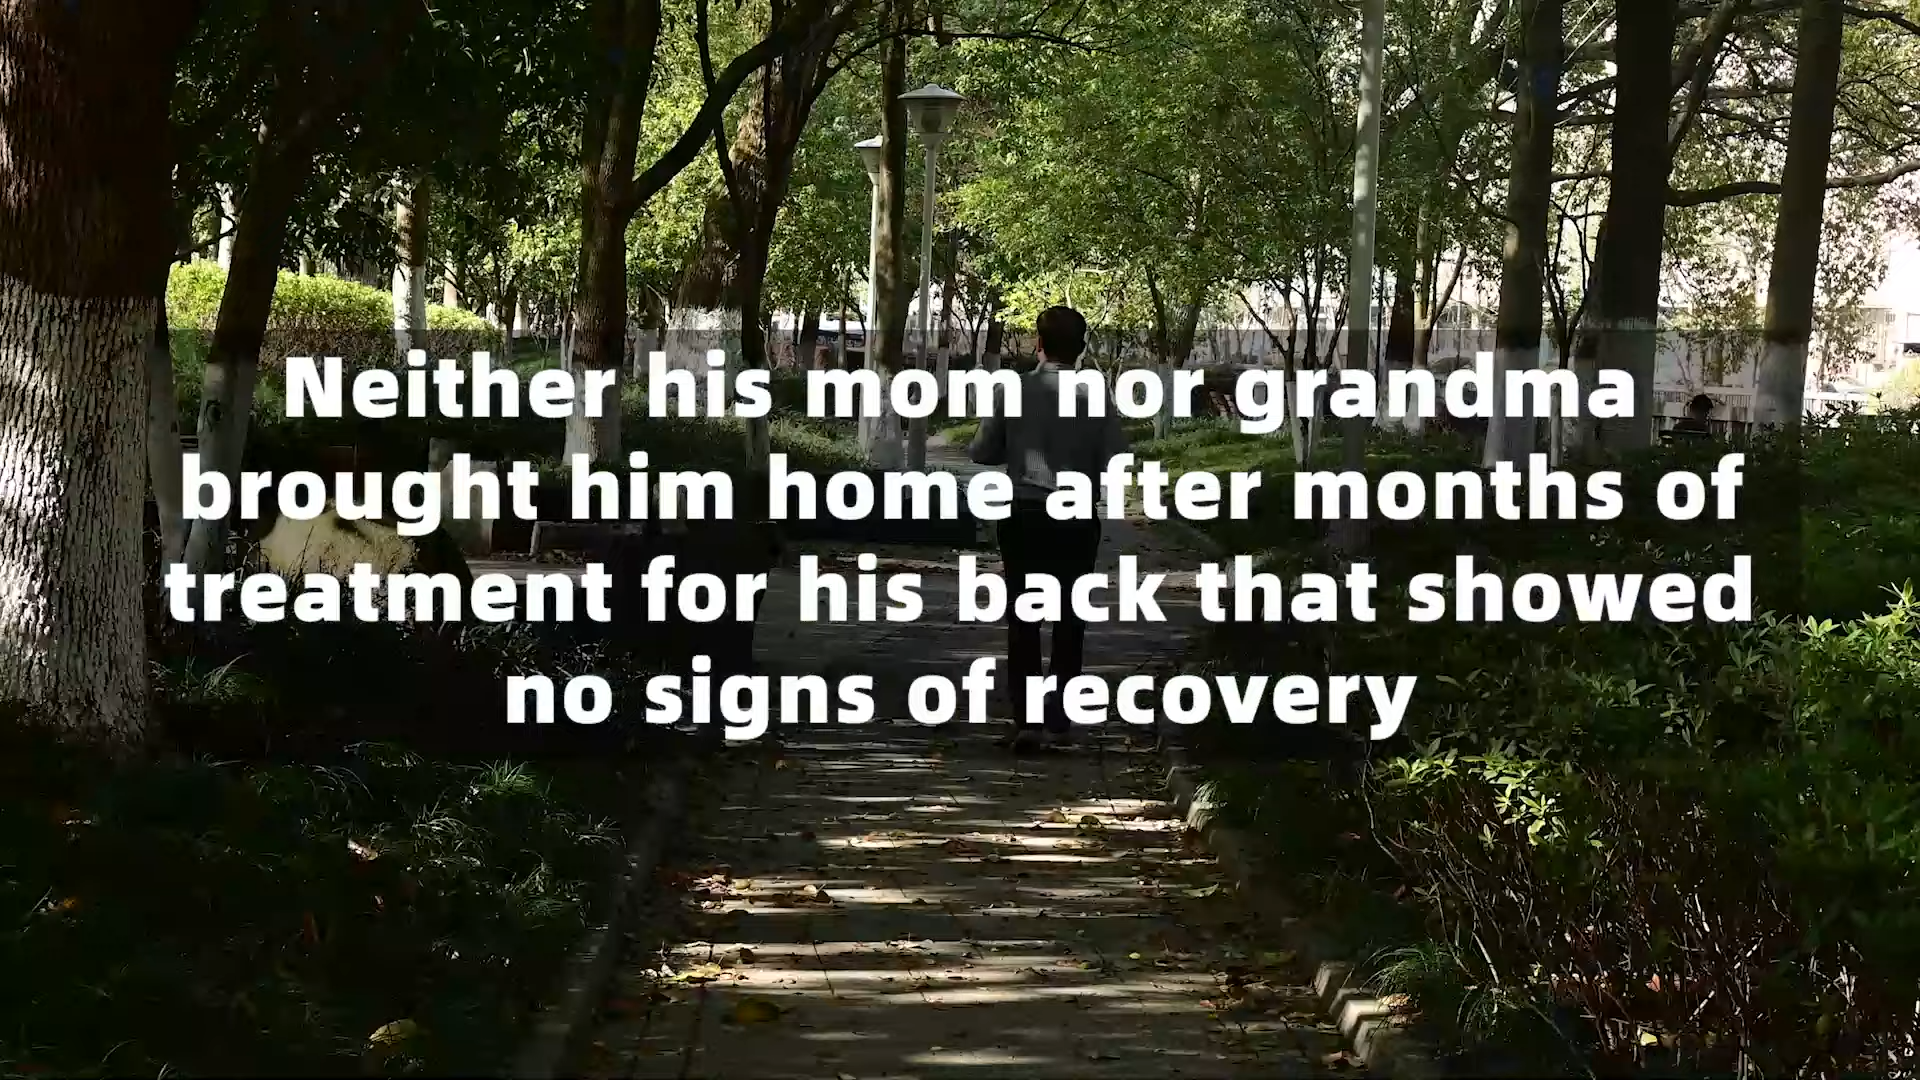 Neither his mom nor grandma
brought him home after months of
treatment for his back that showed
no signs of recovery